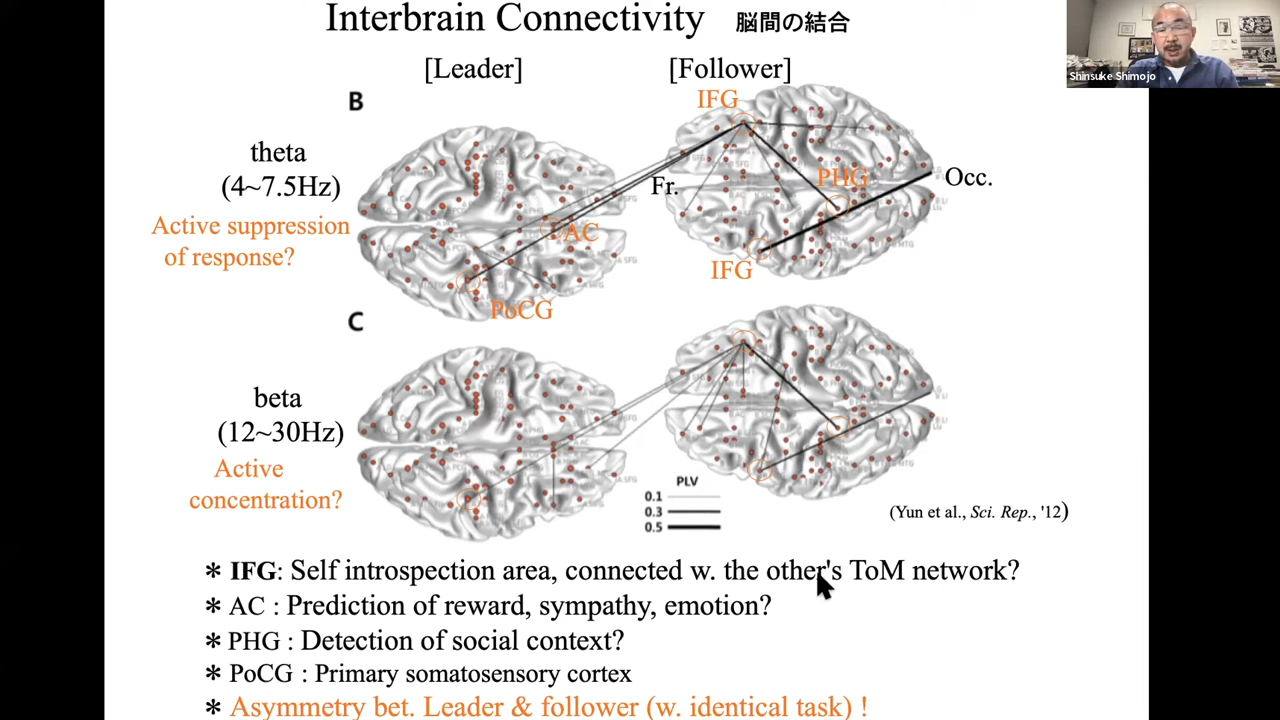 Interbrain Connectivity 脳間の結合
Shinsuke Shimojo
[Leader] [Follower]
B
IFG
theta
(4~7.5Hz)
Fr.
PHG
Occ.
Active suppression
of response?
AC
IFG
PoCG
C
beta
(12~30Hz)
Active
concentration?
PLV
0.1
0.3
0.5
(Yun et al., Sci. Rep., '12)
* IFG: Self introspection area, connected w. the other's ToM network?
* AC : Prediction of reward, sympathy, emotion?
* PHG : Detection of social context?
* PoCG : Primary somatosensory cortex
* Asymmetry bet. Leader & follower (w. identical task) !